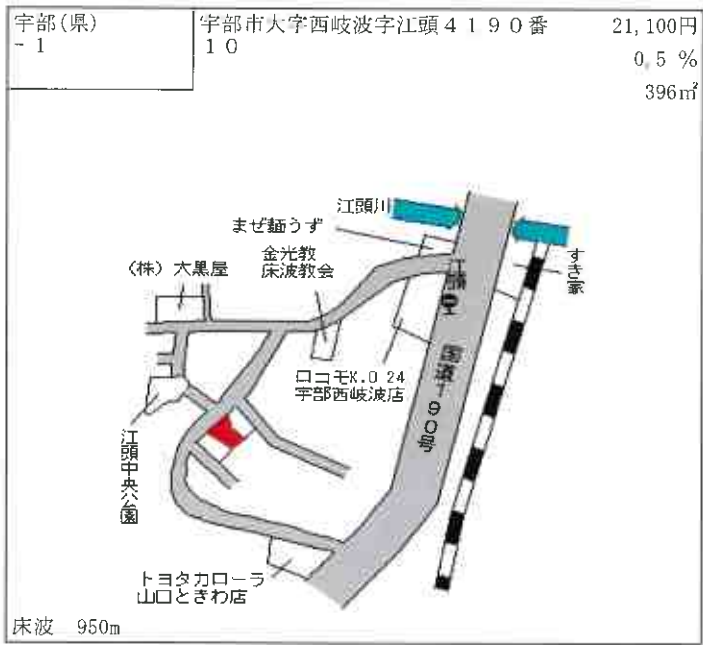 宇部(県)
- 1
宇部市大字西岐波字江頭４１９０番
１０
21,100円
0.5 %
396㎡
江頭川
まぜ麺うず
金光教
床波教会
(株) 大黒屋
すき家
江頭
ロコモK.O 24
宇部西岐波店
国道190号
江頭中央公園
トヨタカローラ
山口ときわ店
床波 950m